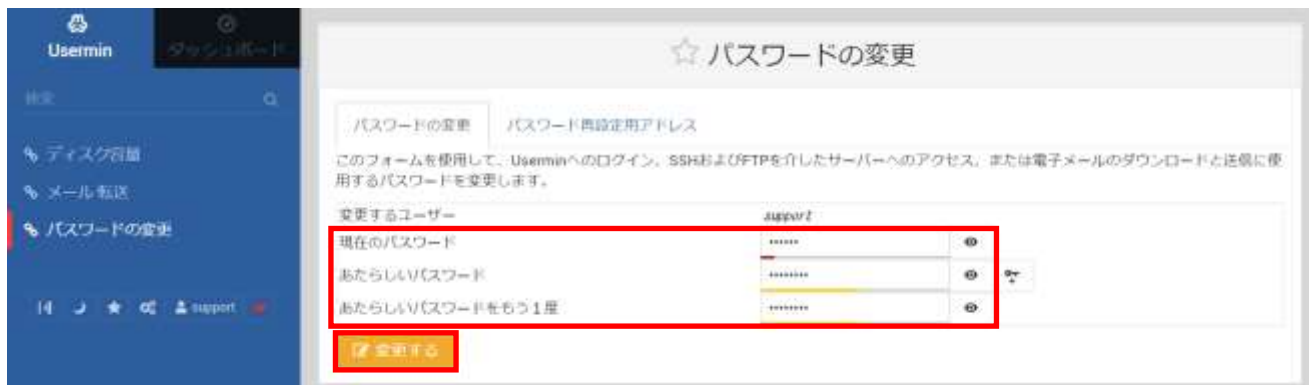 Usermin
ダッシュボード
検索
ディスク容量
メール転送
パスワードの変更
support
パスワードの変更
パスワードの変更
パスワード再設定用アドレス
このフォームを使用して、Userminへのログイン、SSHおよびFTPを介したサーバーへのアクセス、または電子メールのダウンロードと送信に使
用するパスワードを変更します。
変更するユーザー support
現在のパスワード ••••••
あたらしいパスワード ••••••••
あたらしいパスワードをもう1度 ••••••••
変更する